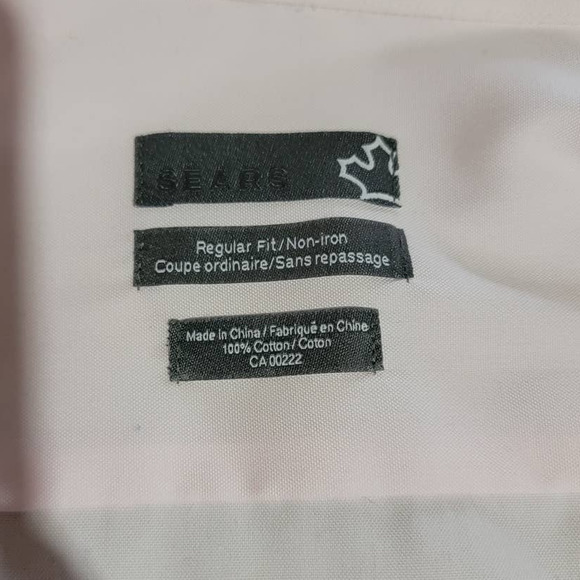 SEARS
Regular Fit/Non-iron
Coupe ordinaire/Sans repassage
Made in China / Fabriqué en Chine
100% Cotton / Coton
CA 00222